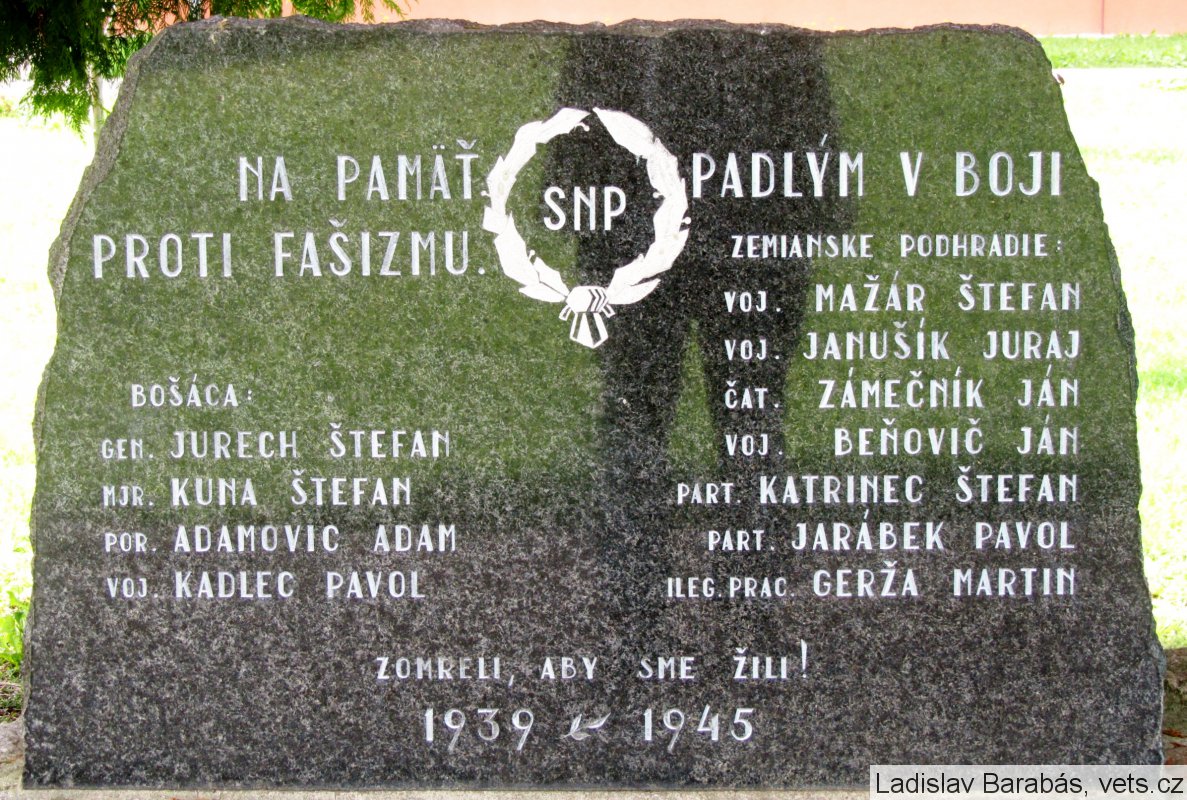 NA PAMÄŤ. SNP PADLÝM V BOJI
PROTI FAŠIZMU.
BOŠÁCA:
GEN. JURECH ŠTEFAN
MJR. KUNA ŠTEFAN
POR. ADAMOVIC ADAM
VOJ. KADLEC PAVOL
ZEMIANSKE PODHRADIE:
VOJ. MAŽÁR ŠTEFAN
VOJ. JANUŠÍK JURAJ
ČAT. ZÁMEČNÍK JÁN
VOJ. BEŇOVIČ JÁN
PART. KATRINEC ŠTEFAN
PART. JARÁBEK PAVOL
ILEG. PRAC. GERŽA MARTIN
ZOMRELI, ABY SME ŽILI!
1939 1945
Ladislav Barabás, vets.cz